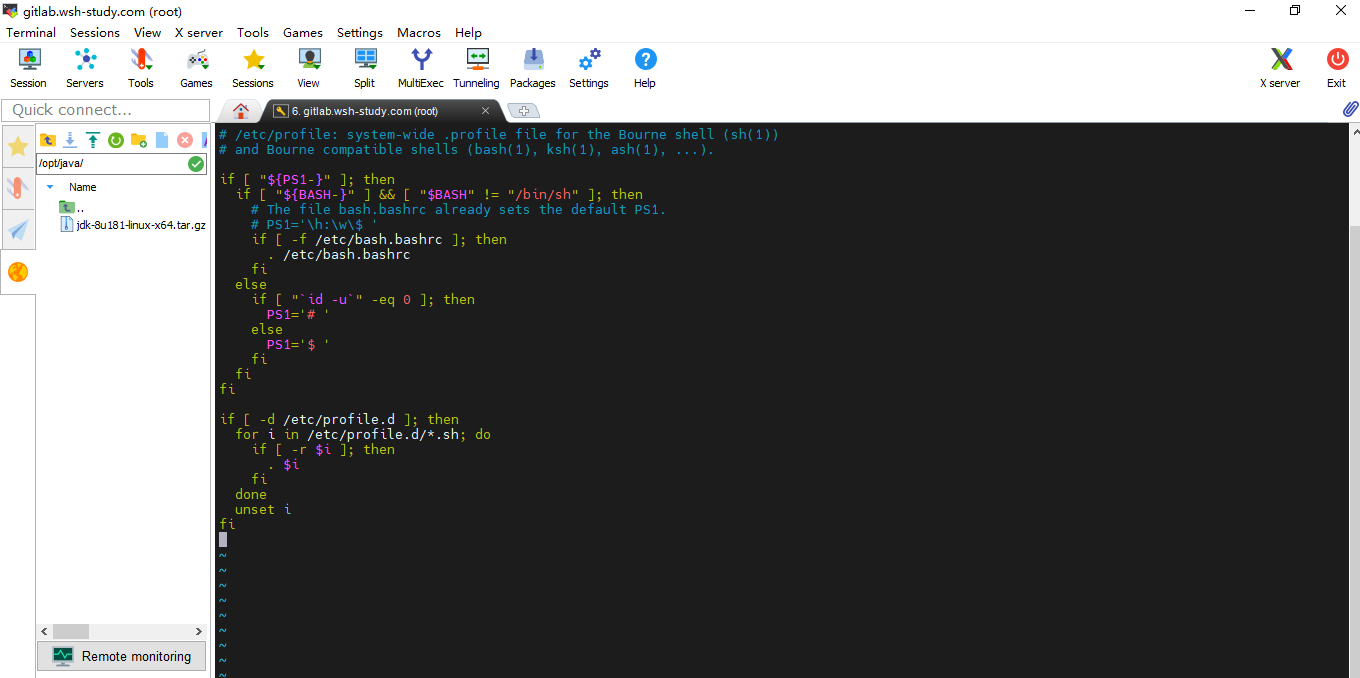 gitlab.wsh-study.com (root)
Terminal Sessions View X server Tools Games Settings Macros Help
Session Servers Tools Games Sessions View Split MultiExec Tunneling Packages Settings Help X server Exit
Quick connect...
6. gitlab.wsh-study.com (root)
/opt/java/
Name
..
jdk-8u181-linux-x64.tar.gz
Remote monitoring
# /etc/profile: system-wide .profile file for the Bourne shell (sh(1))
# and Bourne compatible shells (bash(1), ksh(1), ash(1), ...).
if [ "${PS1-}" ]; then
  if [ "${BASH-}" ] && [ "$BASH" != "/bin/sh" ]; then
    # The file bash.bashrc already sets the default PS1.
    # PS1='\h:\w\$ '
    if [ -f /etc/bash.bashrc ]; then
      . /etc/bash.bashrc
    fi
  else
    if [ "`id -u`" -eq 0 ]; then
      PS1='# '
    else
      PS1='$ '
    fi
  fi
fi
if [ -d /etc/profile.d ]; then
  for i in /etc/profile.d/*.sh; do
    if [ -r $i ]; then
      . $i
    fi
  done
  unset i
fi
~
~
~
~
~
~
~
~
~